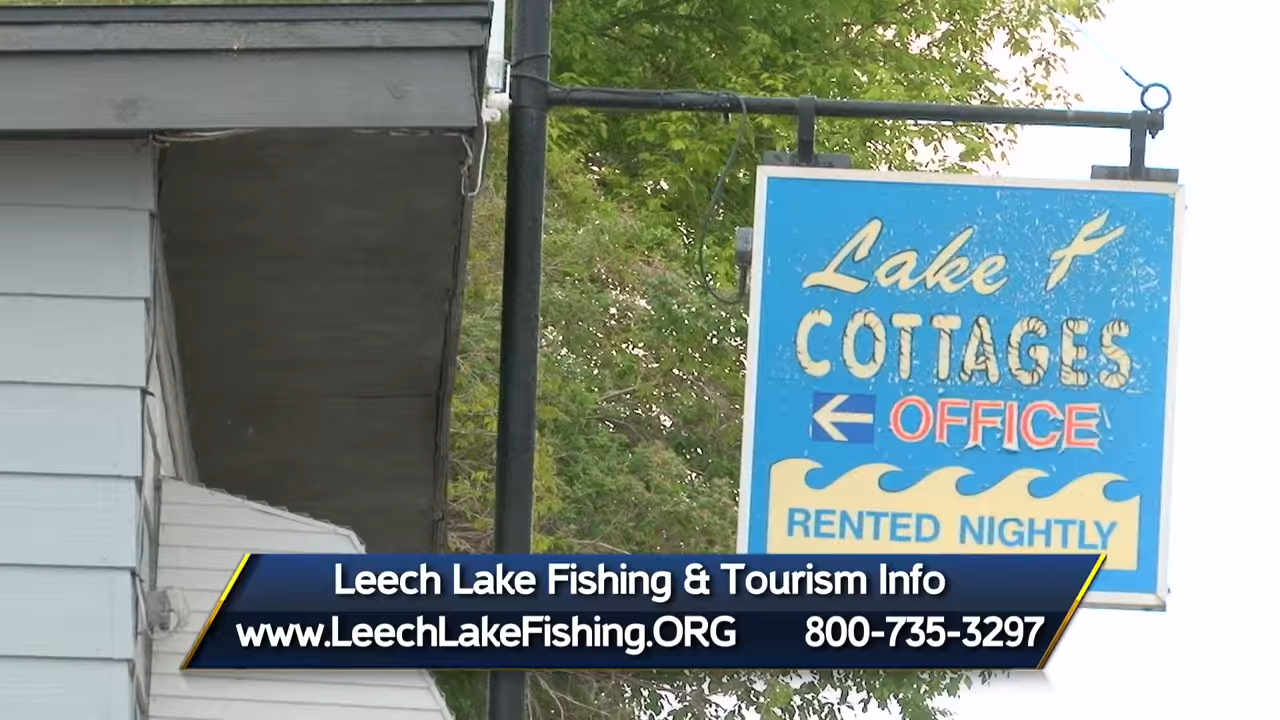 Lake F
COTTAGES
OFFICE
RENTED NIGHTLY
Leech Lake Fishing & Tourism Info
www.LeechLakeFishing.ORG 800-735-3297